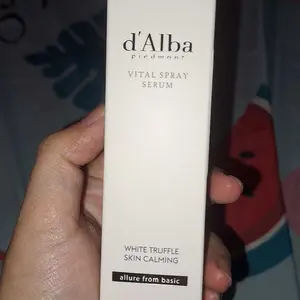 d'Alba
piedmont
VITAL SPRAY
SERUM
WHITE TRUFFLE
SKIN CALMING
allure from basic